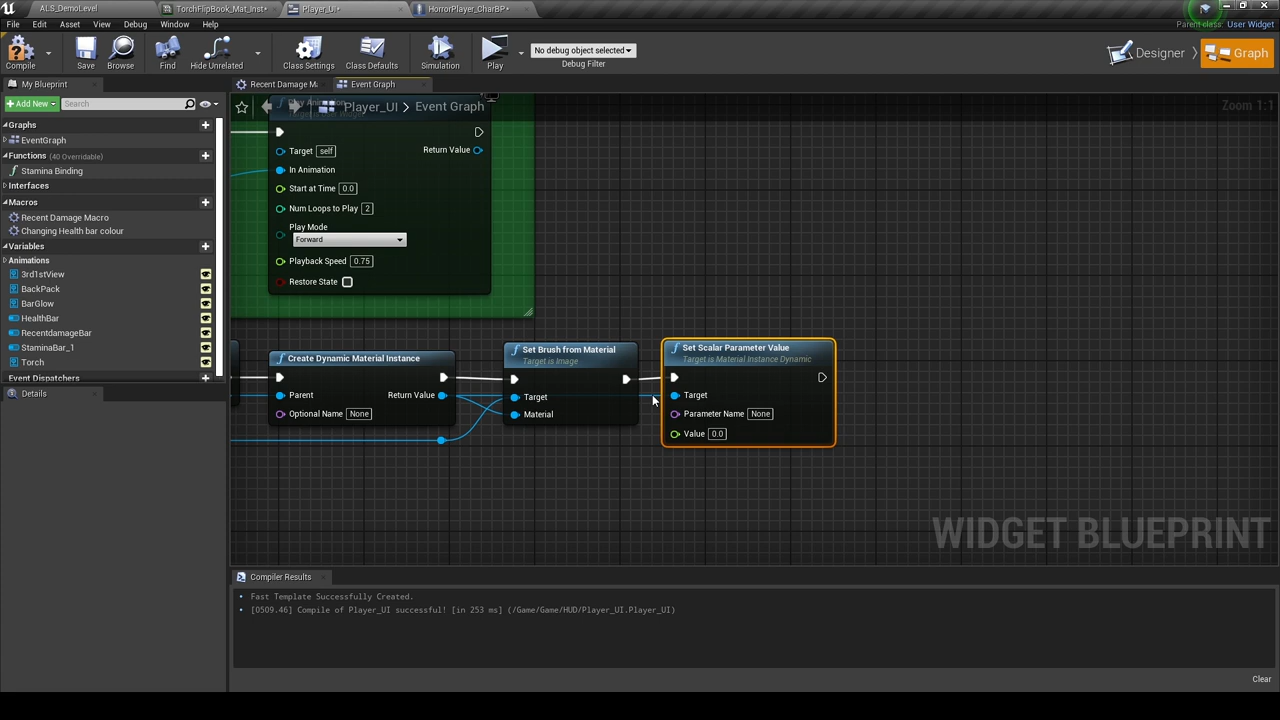 ALS_DemoLevel
TorchFlipBook_Mat_Inst*
Player_UI*
HorrorPlayer_CharBP*
File Edit Asset View Debug Window Help
Parent class: User Widget
Compile
Save
Browse
Find
Hide Unrelated
Class Settings
Class Defaults
Simulation
Play
No debug object selected
Debug Filter
Designer
Graph
My Blueprint
Recent Damage M
Event Graph
+Add New
Search
Player_UI > Event Graph
Zoom 1:1
Graphs
EventGraph
Functions (40 Overridable)
Stamina Binding
Interfaces
Macros
Recent Damage Macro
Changing Health bar colour
Variables
Animations
3rd1stView
BackPack
BarGlow
HealthBar
RecentdamageBar
StaminaBar_1
Torch
Event Dispatchers
Details
Target self
Return Value
In Animation
Start at Time 0.0
Num Loops to Play 2
Play Mode
Forward
Playback Speed 0.75
Restore State
Create Dynamic Material Instance
Parent
Return Value
Optional Name None
Set Brush from Material
Target is Image
Target
Material
Set Scalar Parameter Value
Target is Material Instance Dynamic
Target
Parameter Name None
Value 0.0
WIDGET BLUEPRINT
Compiler Results
• Fast Template Successfully Created.
• [0509.46] Compile of Player_UI successful! [in 253 ms] (/Game/Game/HUD/Player_UI.Player_UI)
Clear